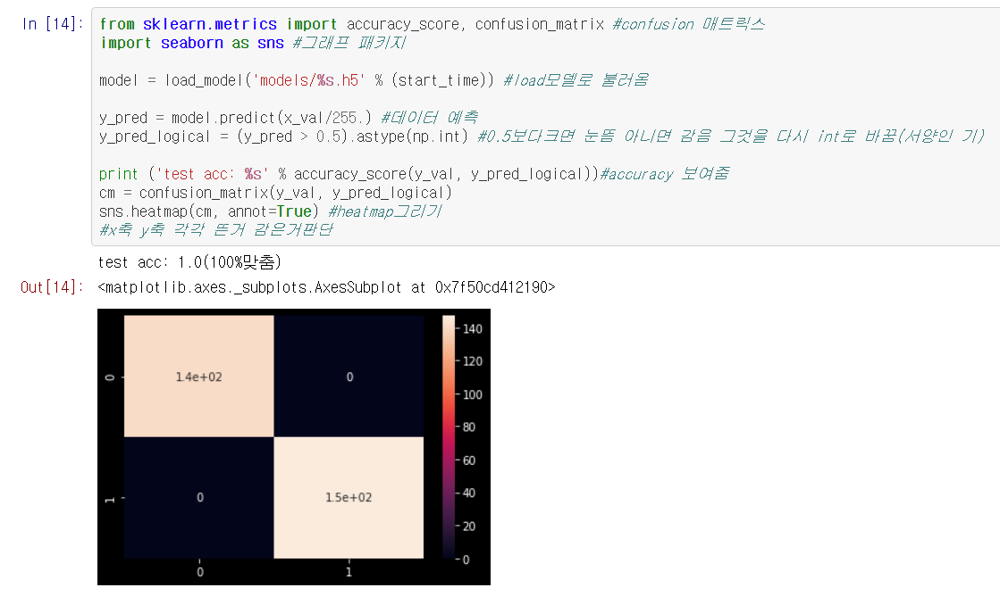 In [14]:
from sklearn.metrics import accuracy_score, confusion_matrix #confusion 매트릭스
import seaborn as sns #그래프 패키지
model = load_model('models/%s.h5' % (start_time)) #load모델로 불러옴
y_pred = model.predict(x_val/255.) #데이터 예측
y_pred_logical = (y_pred > 0.5).astype(np.int) #0.5보다크면 눈뜸 아니면 감음 그것을 다시 int로 바꿈(서양인 기)
print ('test acc: %s' % accuracy_score(y_val, y_pred_logical))#accuracy 보여줌
cm = confusion_matrix(y_val, y_pred_logical)
sns.heatmap(cm, annot=True) #heatmap그리기
#x축 y축 각각 뜬거 감은거판단
test acc: 1.0(100%맞춤)
Out[14]: <matplotlib.axes._subplots.AxesSubplot at 0x7f50cd412190>
0
1.4e+02
0
1
0
1.5e+02
0
1
140
120
100
80
60
40
20
0